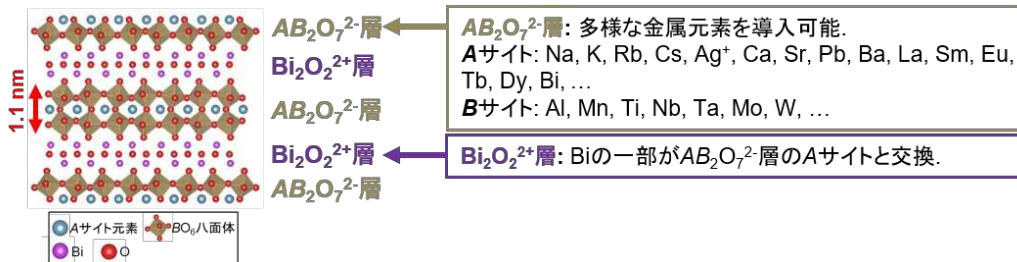 AB₂O₇²⁻層
Bi₂O₂²⁺層
AB₂O₇²⁻層
Bi₂O₂²⁺層
AB₂O₇²⁻層
1.1 nm
Aサイト元素 BO₆八面体
Bi O
AB₂O₇²⁻層: 多様な金属元素を導入可能.
Aサイト: Na, K, Rb, Cs, Ag⁺, Ca, Sr, Pb, Ba, La, Sm, Eu,
Tb, Dy, Bi, …
Bサイト: Al, Mn, Ti, Nb, Ta, Mo, W, …
Bi₂O₂²⁺層: Biの一部がAB₂O₇²⁻層のAサイトと交換.